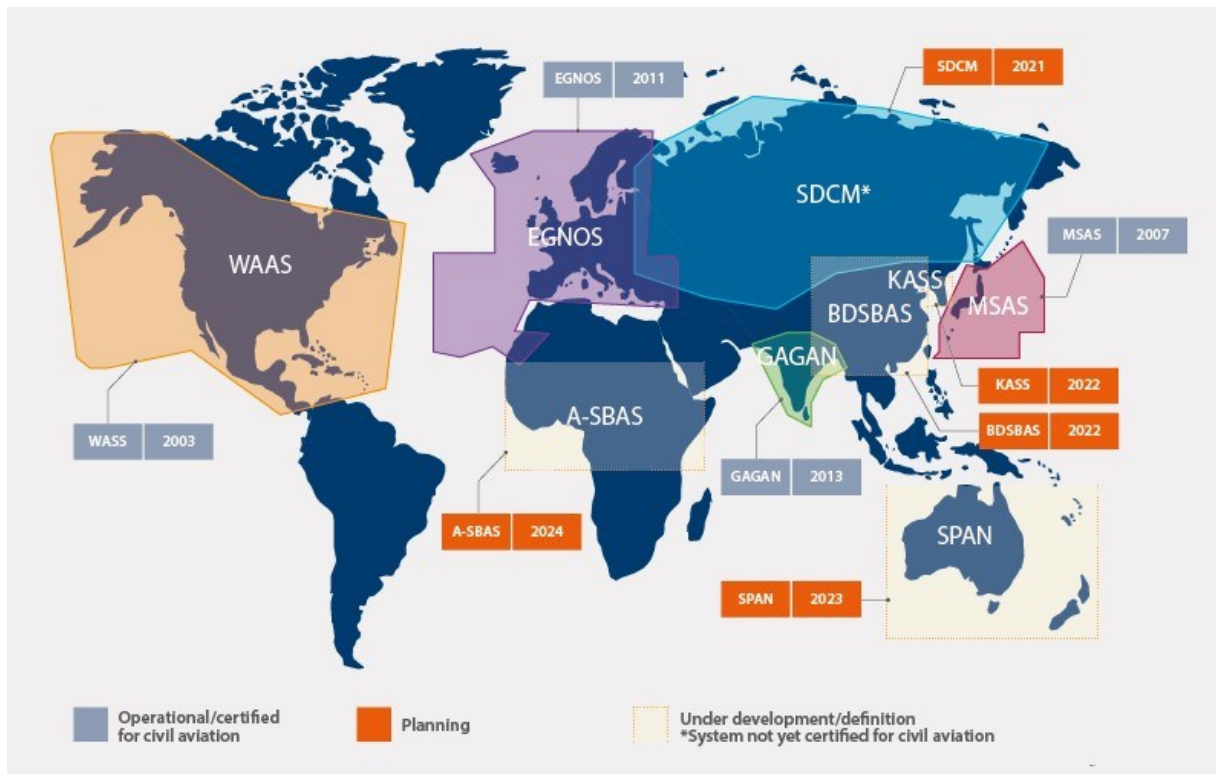 EGNOS 2011
SDCM 2021
SDCM*
MSAS 2007
EGNOS
WAAS
KASS
MSAS
BDSBAS
GAGAN
KASS 2022
A-SBAS
BDSBAS 2022
WASS 2003
GAGAN 2013
A-SBAS 2024
SPAN
SPAN 2023
Operational/certified
for civil aviation
Planning
Under development/definition
*System not yet certified for civil aviation